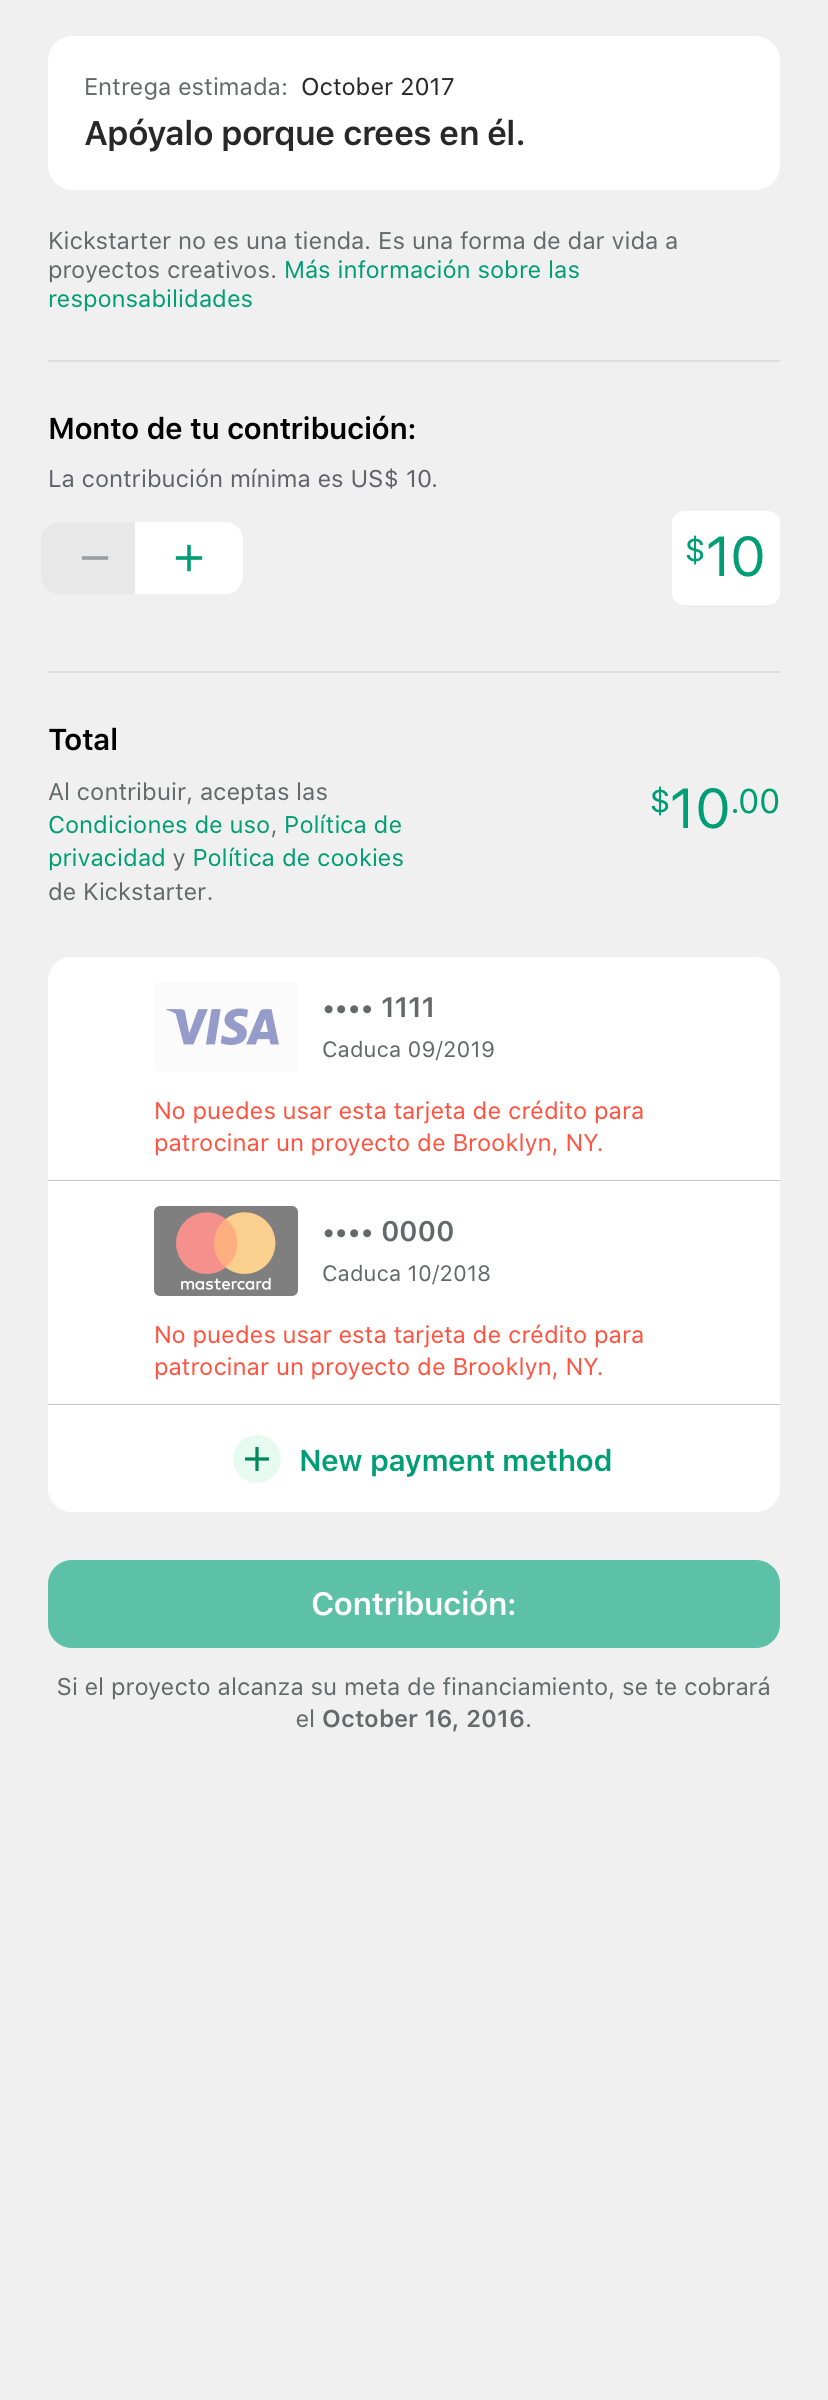 Entrega estimada: October 2017
Apóyalo porque crees en él.
Kickstarter no es una tienda. Es una forma de dar vida a
proyectos creativos. Más información sobre las
responsabilidades
Monto de tu contribución:
La contribución mínima es US$ 10.
− +
$10
Total
Al contribuir, aceptas las
Condiciones de uso, Política de
privacidad y Política de cookies
de Kickstarter.
$10.00
VISA
•••• 1111
Caduca 09/2019
No puedes usar esta tarjeta de crédito para
patrocinar un proyecto de Brooklyn, NY.
mastercard
•••• 0000
Caduca 10/2018
No puedes usar esta tarjeta de crédito para
patrocinar un proyecto de Brooklyn, NY.
+ New payment method
Contribución:
Si el proyecto alcanza su meta de financiamiento, se te cobrará
el October 16, 2016.